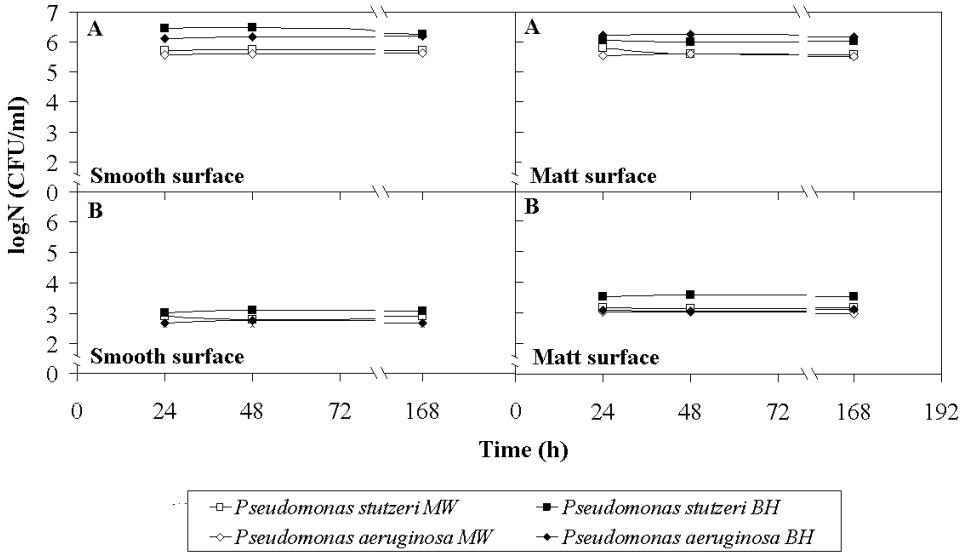 logN (CFU/ml)
7
6
5
4
3
2
0
A
Smooth surface
A
Matt surface
6
5
4
3
2
0
B
Smooth surface
B
Matt surface
0 24 48 72 168 0 24 48 72 168 192
Time (h)
Pseudomonas stutzeri MW
Pseudomonas stutzeri BH
Pseudomonas aeruginosa MW
Pseudomonas aeruginosa BH